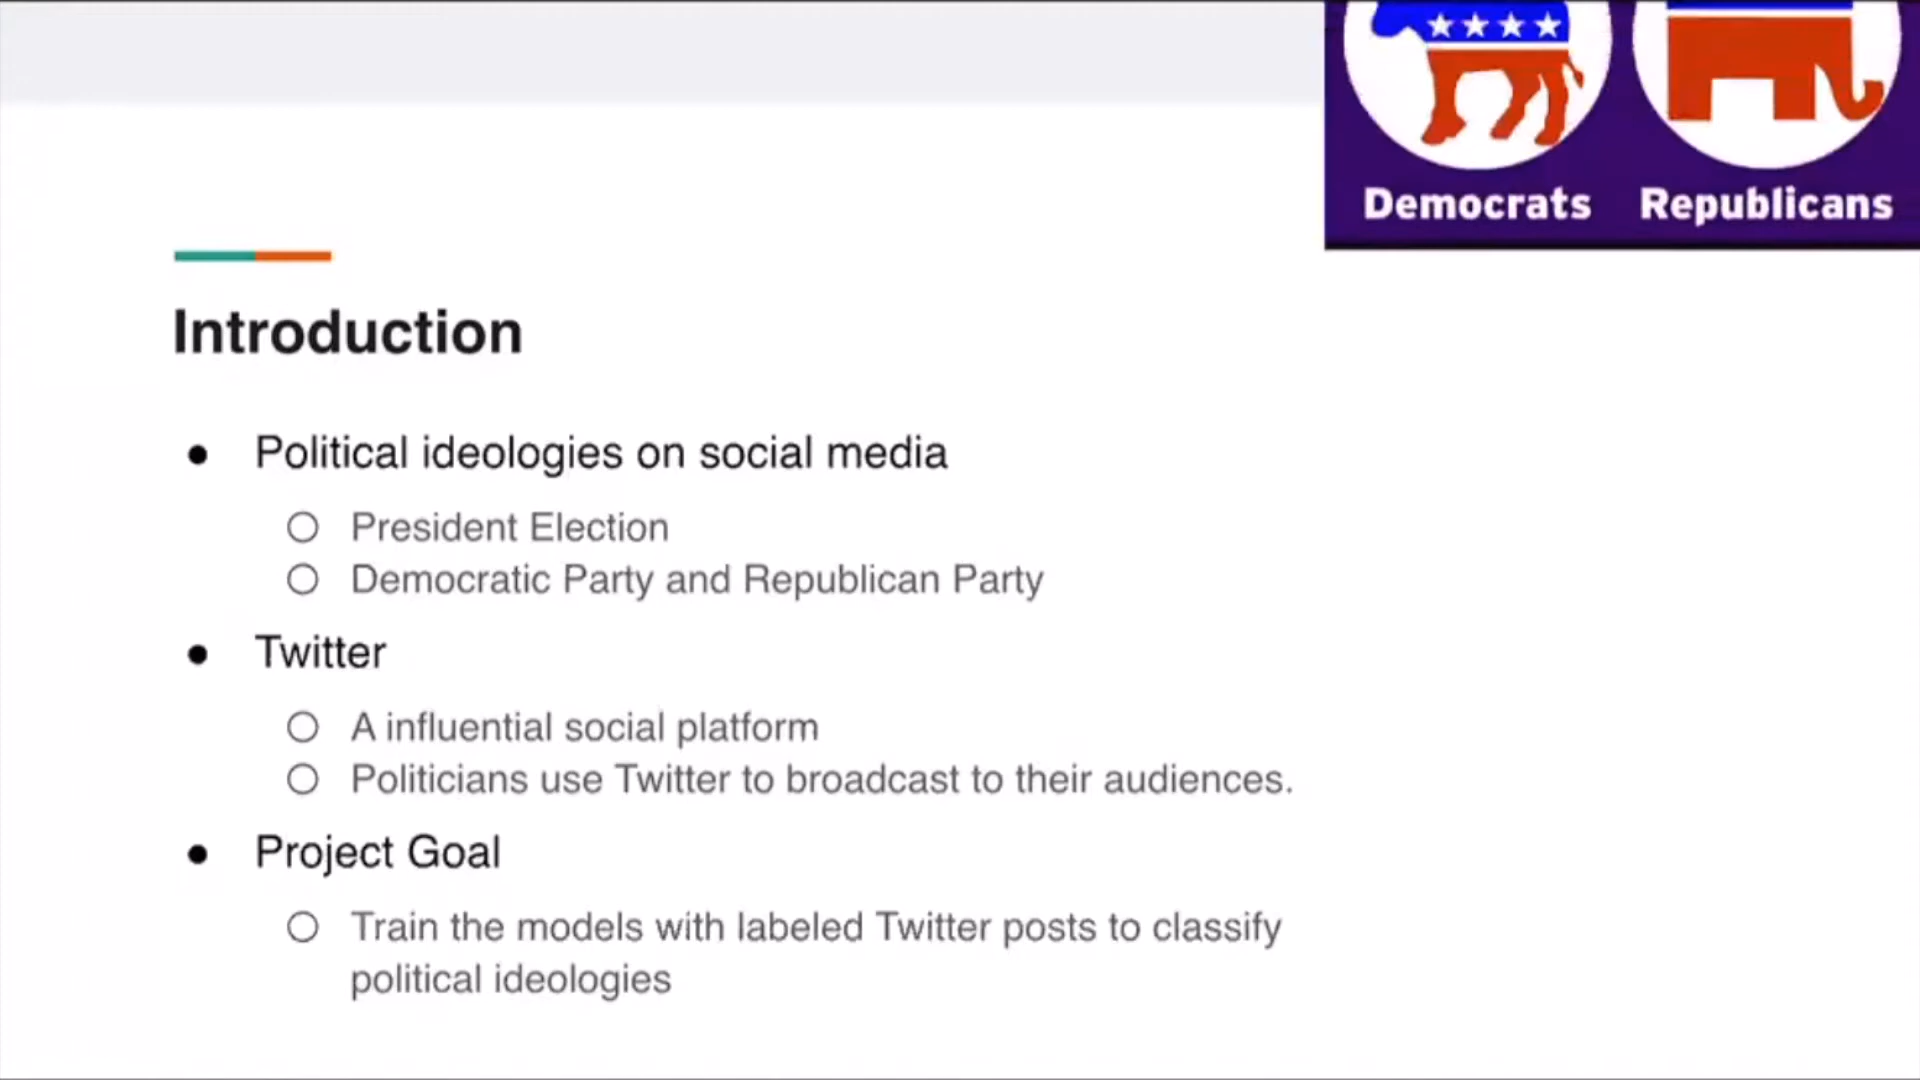 Democrats Republicans
Introduction
● Political ideologies on social media
○ President Election
○ Democratic Party and Republican Party
● Twitter
○ A influential social platform
○ Politicians use Twitter to broadcast to their audiences.
● Project Goal
○ Train the models with labeled Twitter posts to classify
political ideologies